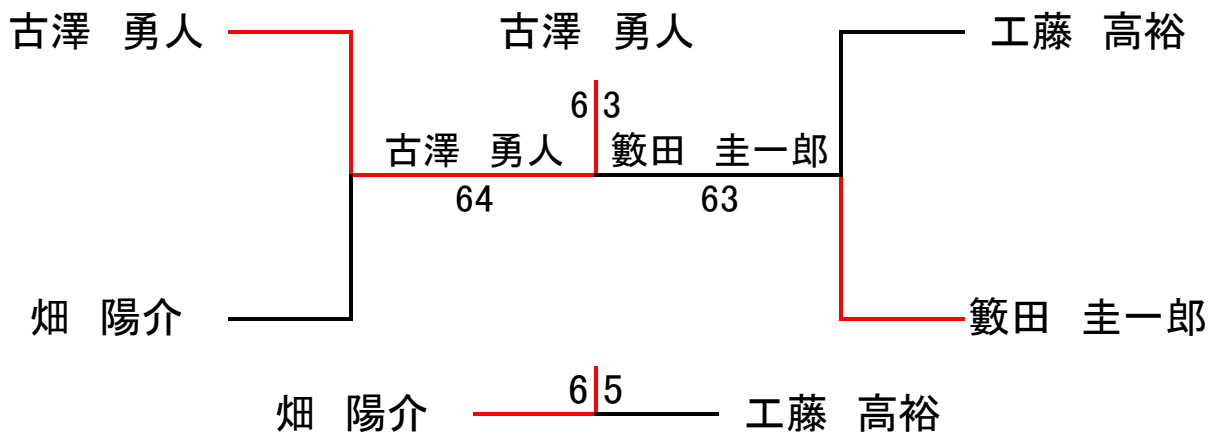 古澤　勇人　古澤　勇人　工藤　高裕
6 3
古澤　勇人　籔田　圭一郎
64　63
畑　陽介　籔田　圭一郎
6 5
畑　陽介　工藤　高裕